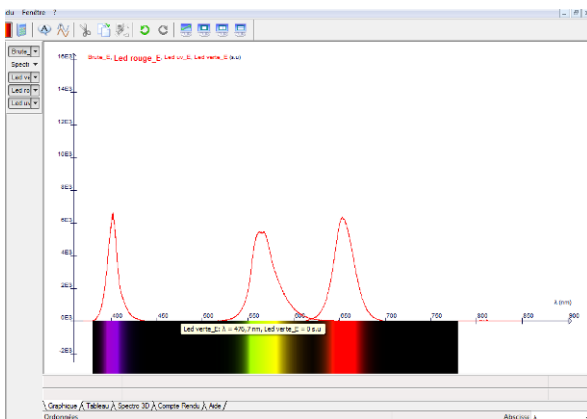 Fenêtre ?
Brute_
Spectr
Led ve
Led ro
Led uv
Brute_E, Led rouge_E, Led uv_E, Led verte_E (s.u
16E3
14E3
12E3
10E3
8E3
6E3
4E3
2E3
0E3
-2E3
400 450 500 550 600 650 700 750 800 850 900
λ (nm)
Led verte_E: λ = 476,7 nm, Led verte_E = 0 s.u
Graphique Tableau Spectro 3D Compte Rendu Aide
Ordonnées Abscisse